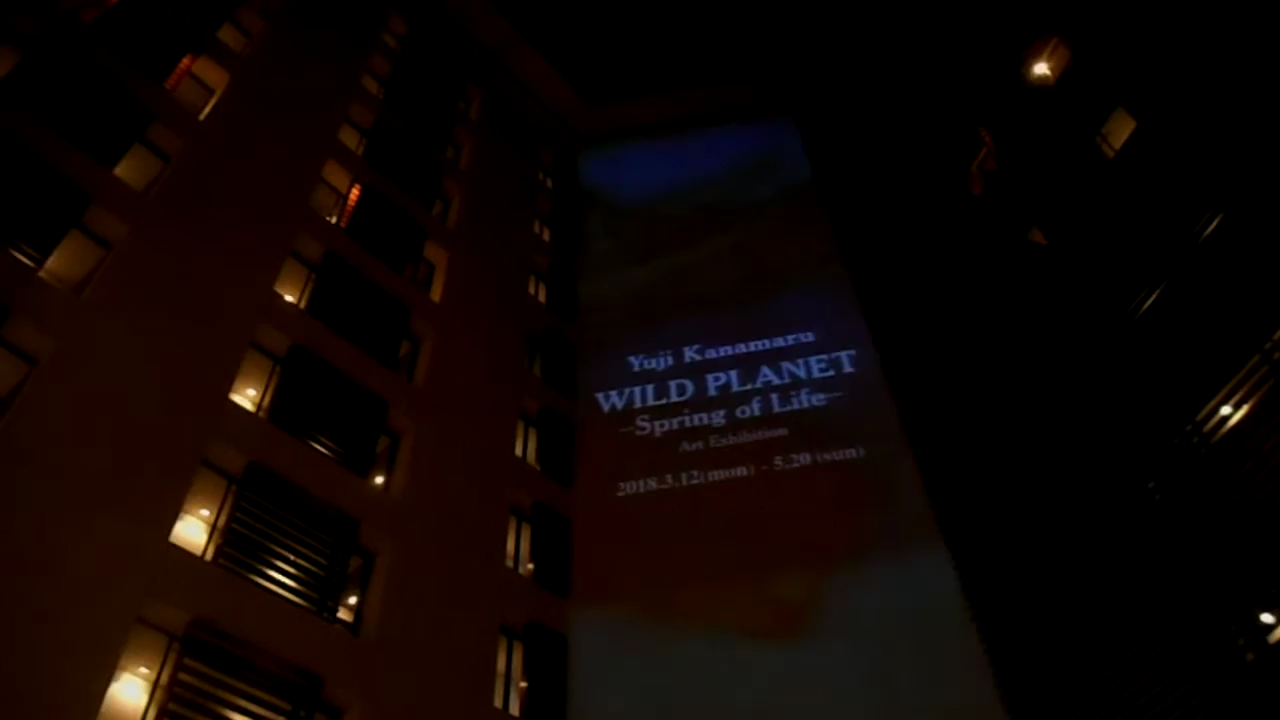 Yuji Kanamaru
WILD PLANET
-Spring of Life-
Art Exhibition
2018.3.12(mon) - 5.20 (sun)